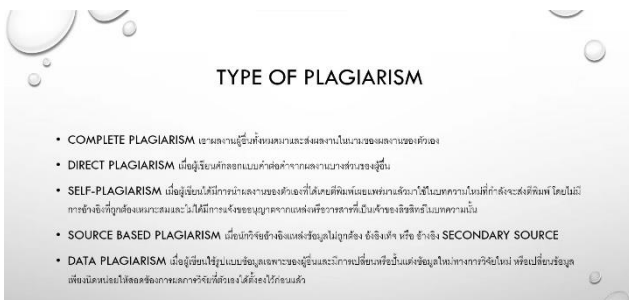 TYPE OF PLAGIARISM
• COMPLETE PLAGIARISM เอาผลงานผู้อื่นทั้งหมดมาและส่งผลงานในนามของผลงานของตัวเอง
• DIRECT PLAGIARISM เมื่อผู้เขียนคัดลอกแบบคำต่อคำจากผลงานบางส่วนของผู้อื่น
• SELF-PLAGIARISM เมื่อผู้เขียนได้มีการนำผลงานของตัวเองที่ได้เคยตีพิมพ์เผยแพร่มาแล้วมาใช้ในบทความใหม่ที่กำลังจะส่งตีพิมพ์ โดยไม่มี
การอ้างอิงที่ถูกต้องเหมาะสมและไม่ได้มีการแจ้งขออนุญาตจากแหล่งหรือวารสารที่เป็นเจ้าของลิขสิทธิ์ในบทความนั้น
• SOURCE BASED PLAGIARISM เมื่อนักวิจัยอ้างอิงแหล่งข้อมูลไม่ถูกต้อง อ้างอิงเท็จ หรือ อ้างอิง SECONDARY SOURCE
• DATA PLAGIARISM เมื่อผู้เขียนใช้รูปแบบข้อมูลเฉพาะของผู้อื่นและมีการเปลี่ยนหรือปั้นแต่งข้อมูลใหม่ทางการวิจัยใหม่ หรือเปลี่ยนข้อมูล
เพียงนิดหน่อยให้สอดคล้องการผลการวิจัยที่ตัวเองได้ตั้งธงไว้ก่อนแล้ว